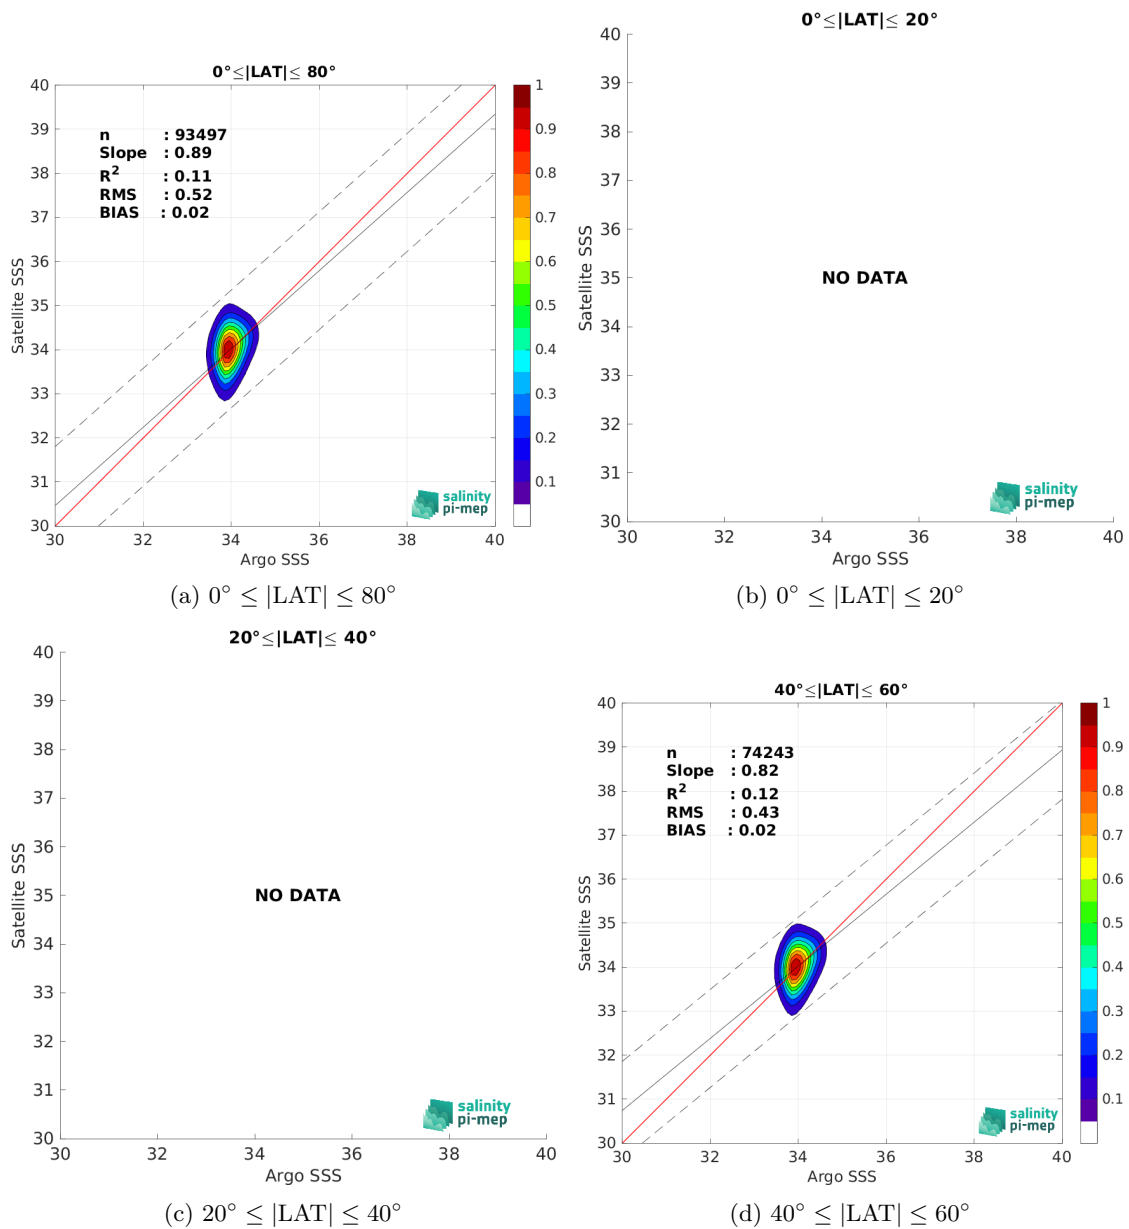 0°≤|LAT|≤ 80°
40
39
38
37
36
35
34
33
32
31
30
Satellite SSS
n : 93497
Slope : 0.89
R² : 0.11
RMS : 0.52
BIAS : 0.02
salinity
pi-mep
30 32 34 36 38 40
Argo SSS
1
0.9
0.8
0.7
0.6
0.5
0.4
0.3
0.2
0.1
(a) 0° ≤ |LAT| ≤ 80°
0°≤|LAT|≤ 20°
40
39
38
37
36
35
34
33
32
31
30
Satellite SSS
NO DATA
salinity
pi-mep
30 32 34 36 38 40
Argo SSS
(b) 0° ≤ |LAT| ≤ 20°
20°≤|LAT|≤ 40°
40
39
38
37
36
35
34
33
32
31
30
Satellite SSS
NO DATA
salinity
pi-mep
30 32 34 36 38 40
Argo SSS
(c) 20° ≤ |LAT| ≤ 40°
40°≤|LAT|≤ 60°
40
39
38
37
36
35
34
33
32
31
30
Satellite SSS
n : 74243
Slope : 0.82
R² : 0.12
RMS : 0.43
BIAS : 0.02
salinity
pi-mep
30 32 34 36 38 40
Argo SSS
1
0.9
0.8
0.7
0.6
0.5
0.4
0.3
0.2
0.1
(d) 40° ≤ |LAT| ≤ 60°